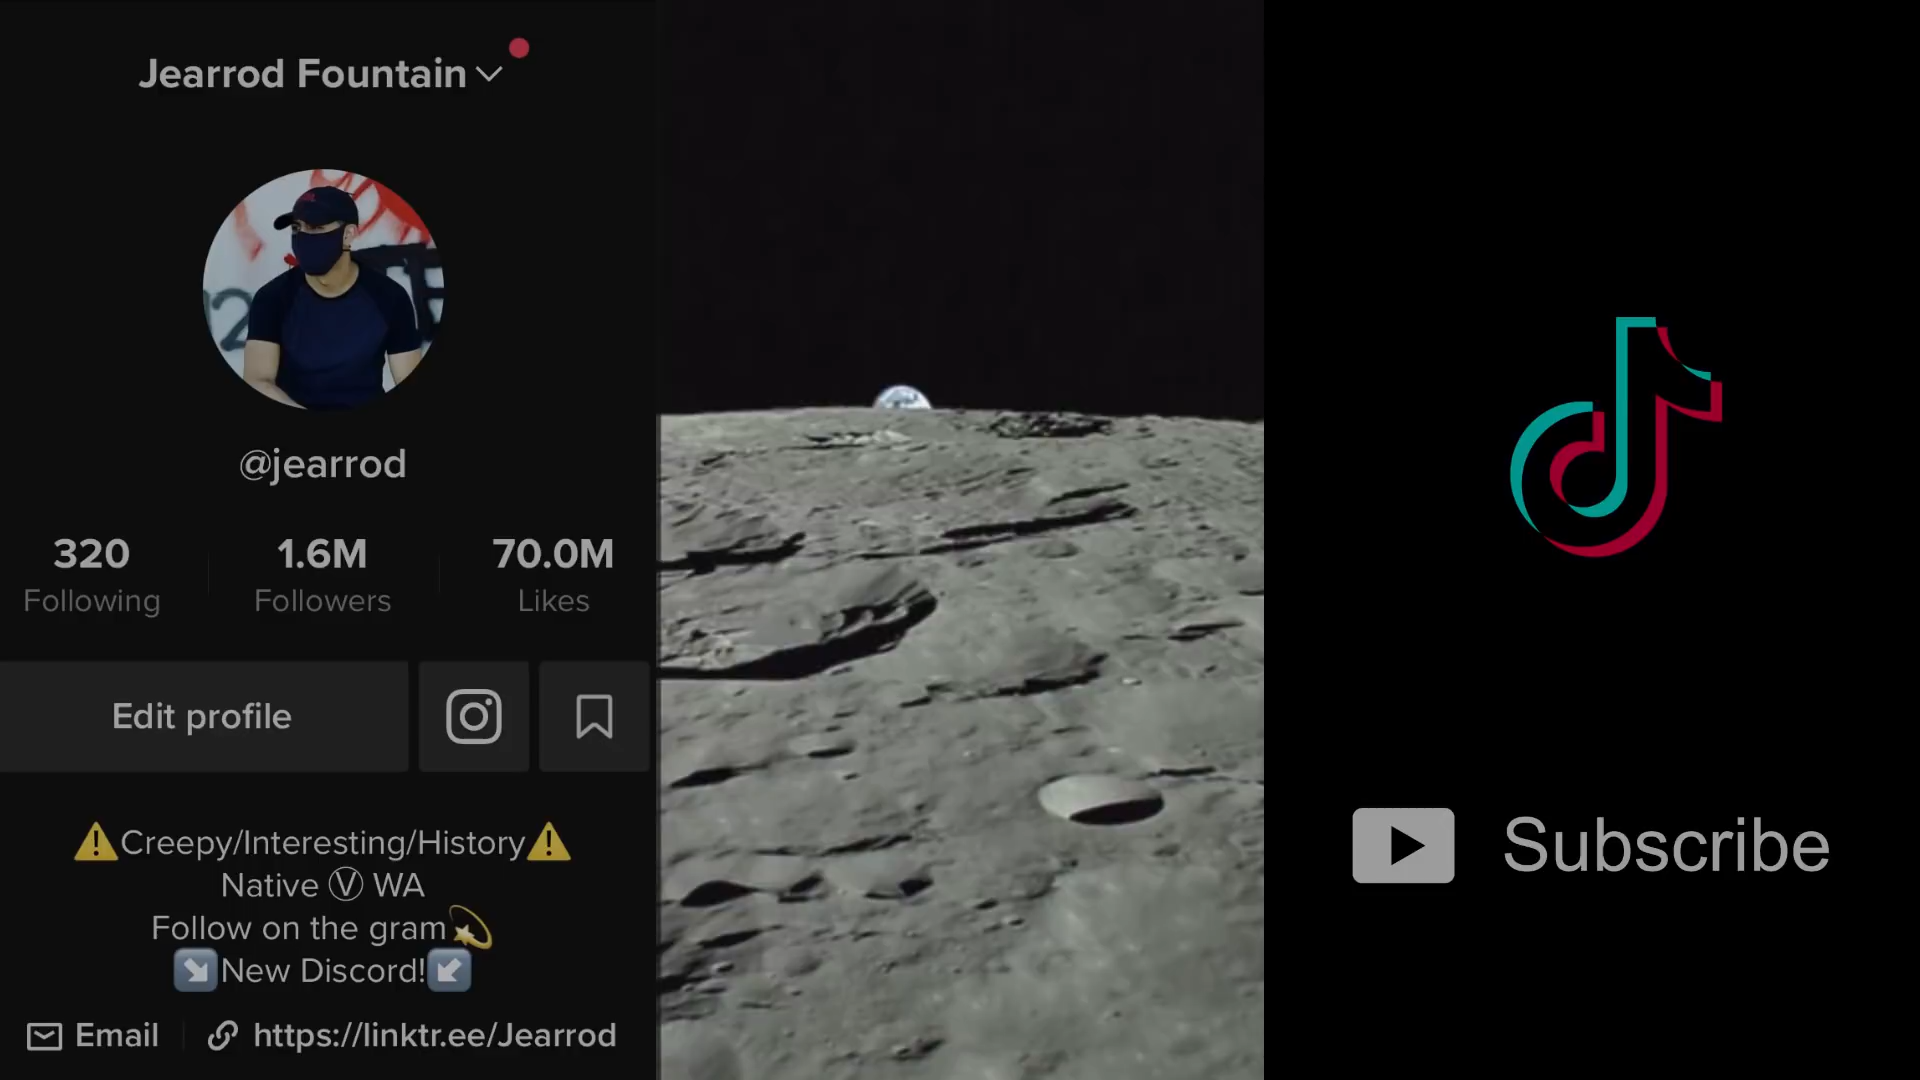 Jearrod Fountain
@jearrod
320 1.6M 70.0M
Following Followers Likes
Edit profile
⚠️Creepy/Interesting/History⚠️
Native Ⓥ WA
Follow on the gram💫
↘️New Discord!↙️
Email https://linktr.ee/Jearrod
Subscribe